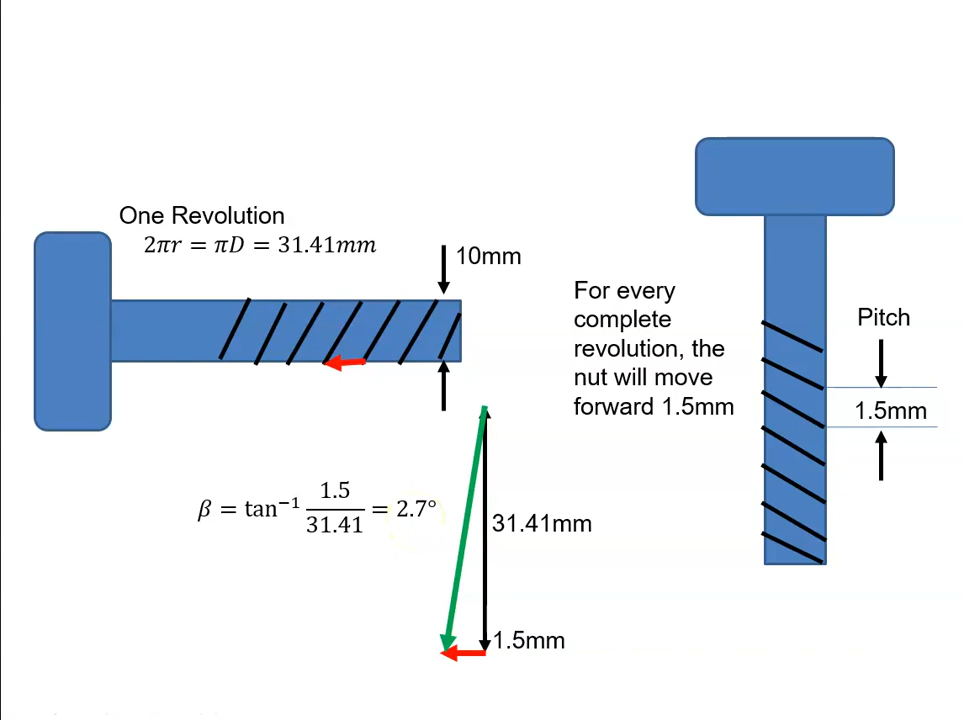 One Revolution
2πr = πD = 31.41mm
10mm
For every
complete
revolution, the
nut will move
forward 1.5mm
Pitch
1.5mm
β = tan⁻¹ 1.5/31.41 = 2.7°
31.41mm
1.5mm